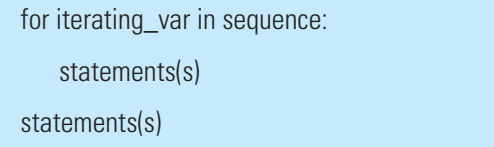 for iterating_var in sequence:
statements(s)
statements(s)